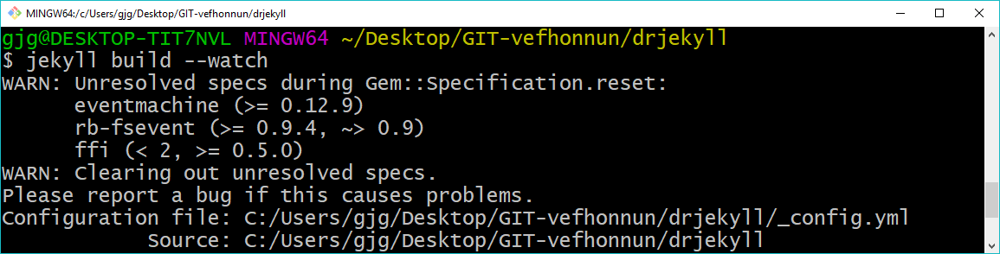 MINGW64:/c/Users/gjg/Desktop/GIT-vefhonnun/drjekyll
gjg@DESKTOP-TIT7NVL MINGW64 ~/Desktop/GIT-vefhonnun/drjekyll
$ jekyll build --watch
WARN: Unresolved specs during Gem::Specification.reset:
      eventmachine (>= 0.12.9)
      rb-fsevent (>= 0.9.4, ~> 0.9)
      ffi (< 2, >= 0.5.0)
WARN: Clearing out unresolved specs.
Please report a bug if this causes problems.
Configuration file: C:/Users/gjg/Desktop/GIT-vefhonnun/drjekyll/_config.yml
            Source: C:/Users/gjg/Desktop/GIT-vefhonnun/drjekyll